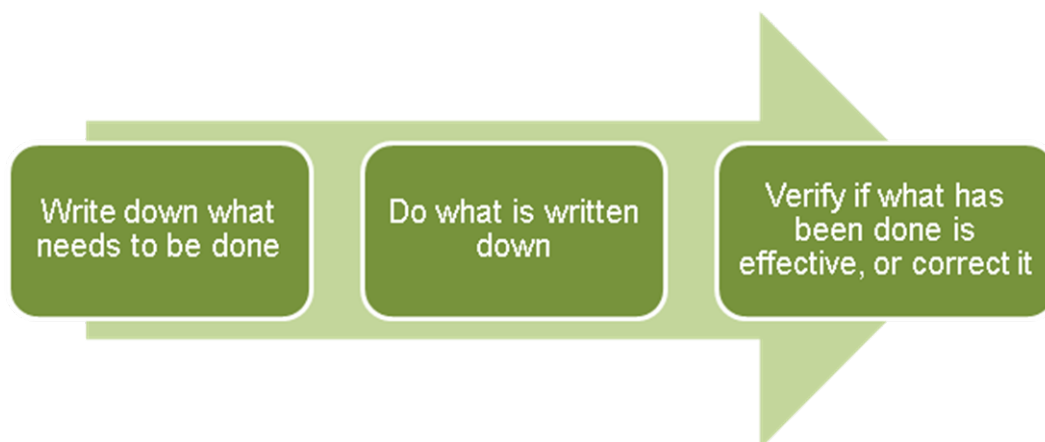 Write down what
needs to be done
Do what is written
down
Verify if what has
been done is
effective, or correct it